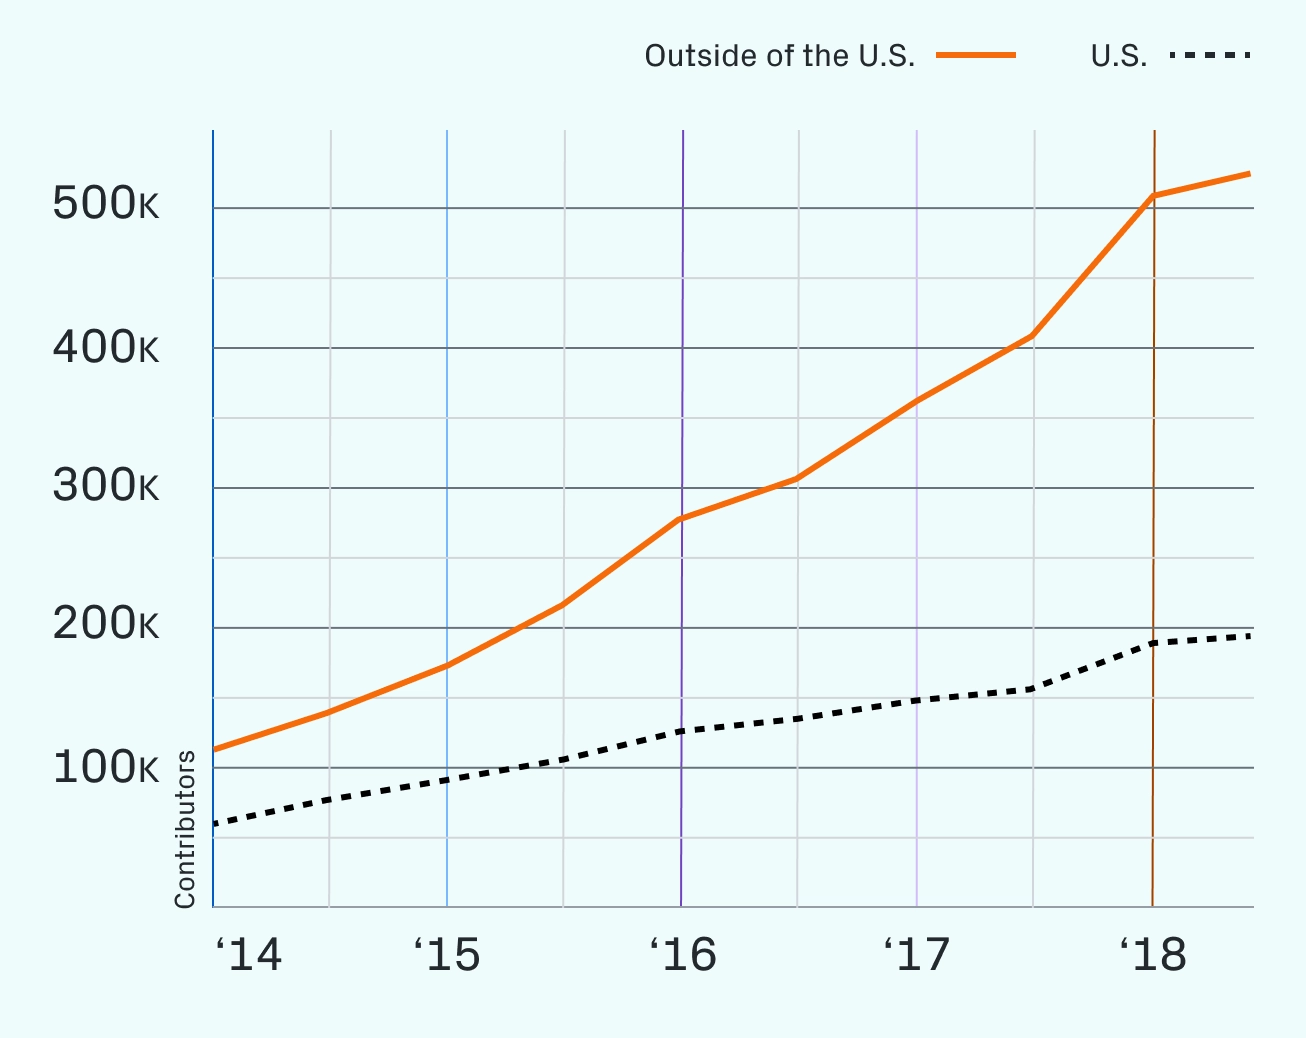 Outside of the U.S.
U.S.
500K
400K
300K
200K
100K
Contributors
‘14
‘15
‘16
‘17
‘18